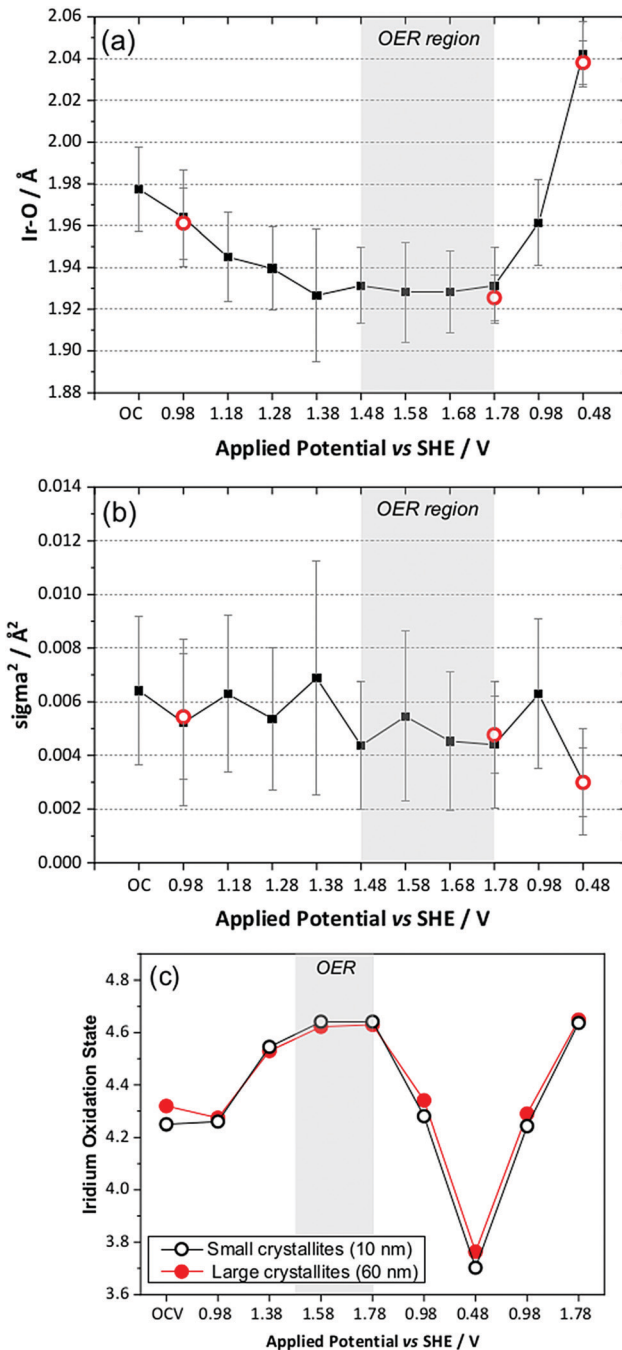 (a)
OER region
2.06
2.04
2.02
2.00
1.98
1.96
1.94
1.92
1.90
1.88
Ir-O / Å
OC 0.98 1.18 1.28 1.38 1.48 1.58 1.68 1.78 0.98 0.48
Applied Potential vs SHE / V
(b)
OER region
0.014
0.012
0.010
0.008
0.006
0.004
0.002
0.000
sigma² / Å²
OC 0.98 1.18 1.28 1.38 1.48 1.58 1.68 1.78 0.98 0.48
Applied Potential vs SHE / V
(c)
OER
4.8
4.6
4.4
4.2
4.0
3.8
3.6
Iridium Oxidation State
Small crystallites (10 nm)
Large crystallites (60 nm)
OCV 0.98 1.38 1.58 1.78 0.98 0.48 0.98 1.78
Applied Potential vs SHE / V